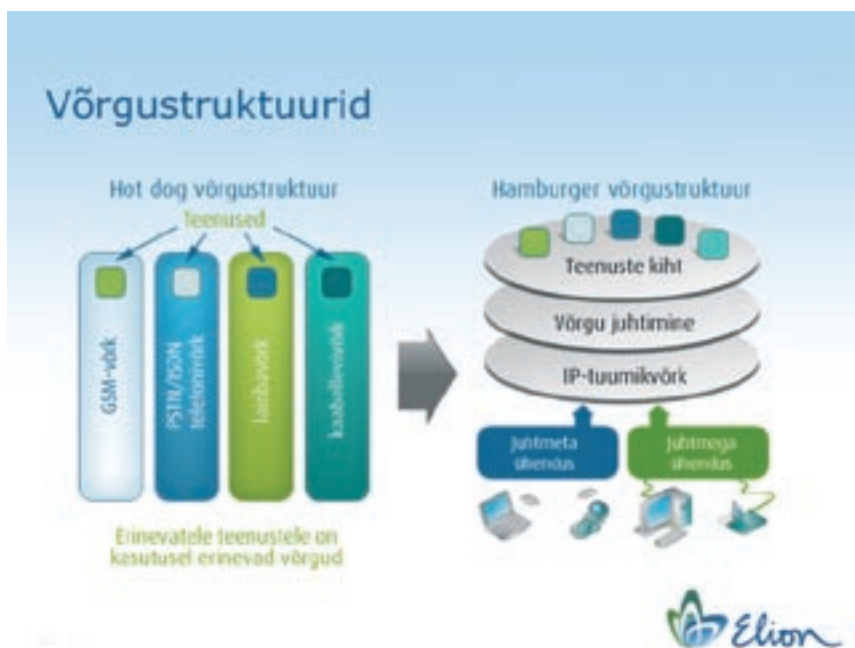 Võrgustruktuurid
Hot dog võrgustruktuur
Teenused
GSM-võrk
PSTN/ISDN
telefonivõrk
lairibavõrk
kaabellevivõrk
Erinevatele teenustele on
kasutusel erinevad võrgud
Hamburger võrgustruktuur
Teenuste kiht
Võrgu juhtimine
IP-tuumikvõrk
Juhtmeta
ühendus
Juhtmega
ühendus
Elion